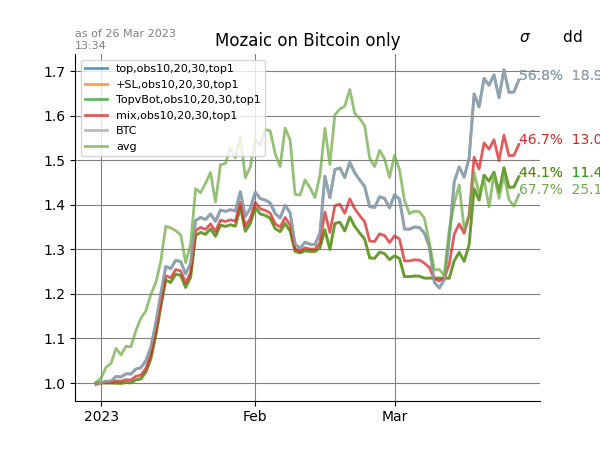 as of 26 Mar 2023
13:34
Mozaic on Bitcoin only
σ dd
top,obs10,20,30,top1
+SL,obs10,20,30,top1
TopvBot,obs10,20,30,top1
mix,obs10,20,30,top1
BTC
avg
1.7
1.6
1.5
1.4
1.3
1.2
1.1
1.0
56.8% 18.9
46.7% 13.0
44.1% 11.4
67.7% 25.1
2023 Feb Mar